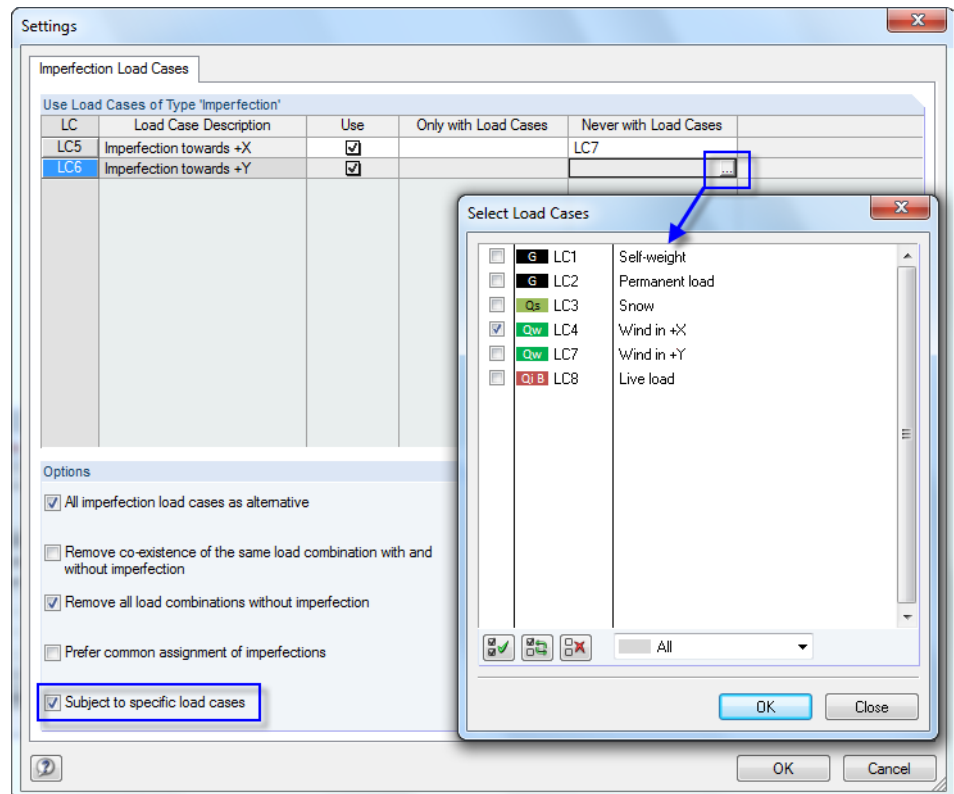 Settings
Imperfection Load Cases
Use Load Cases of Type 'Imperfection'
LC Load Case Description Use Only with Load Cases Never with Load Cases
LC5 Imperfection towards +X LC7
LC6 Imperfection towards +Y ...
Select Load Cases
G LC1 Self-weight
G LC2 Permanent load
Qs LC3 Snow
Qw LC4 Wind in +X
Qw LC7 Wind in +Y
Qi B LC8 Live load
All
OK Close
Options
All imperfection load cases as alternative
Remove co-existence of the same load combination with and
without imperfection
Remove all load combinations without imperfection
Prefer common assignment of imperfections
Subject to specific load cases
OK Cancel